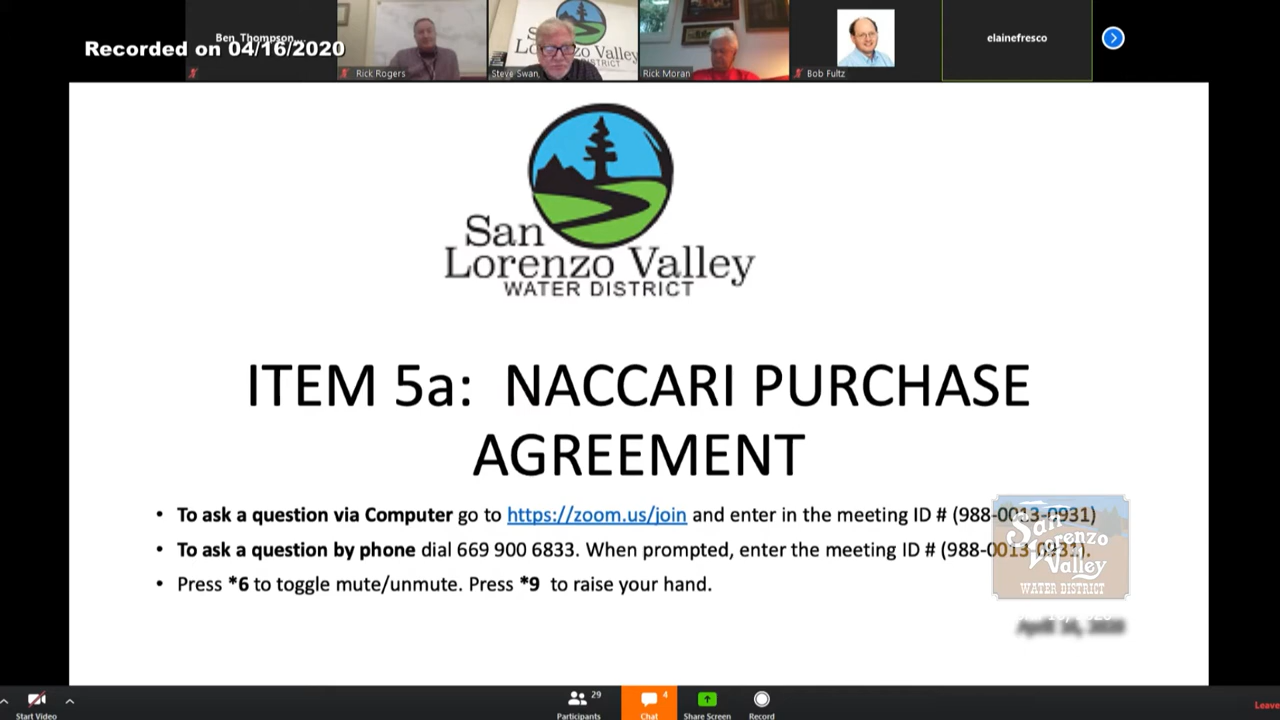 Ben Thompson...
Recorded on 04/16/2020
elainefresco
Rick Rogers
Steve Swan,
Rick Moran
Bob Fultz
San
Lorenzo Valley
WATER DISTRICT
ITEM 5a: NACCARI PURCHASE
AGREEMENT
• To ask a question via Computer go to https://zoom.us/join and enter in the meeting ID # (988-0013-0931)
• To ask a question by phone dial 669 900 6833. When prompted, enter the meeting ID # (988-0013-0931).
• Press *6 to toggle mute/unmute. Press *9 to raise your hand.
San
Lorenzo
Valley
WATER DISTRICT
Start Video
Participants
29
Chat
4
Share Screen
Record
Leave